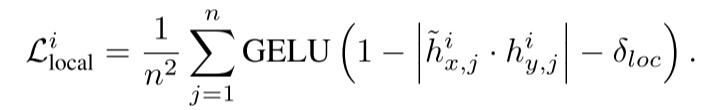 $$\mathcal{L}^{i}_{\text{local}} = \frac{1}{n^2} \sum_{j=1}^{n} \text{GELU}\left(1 - \left|\tilde{h}^{i}_{x,j} \cdot h^{i}_{y,j}\right| - \delta_{loc}\right).$$